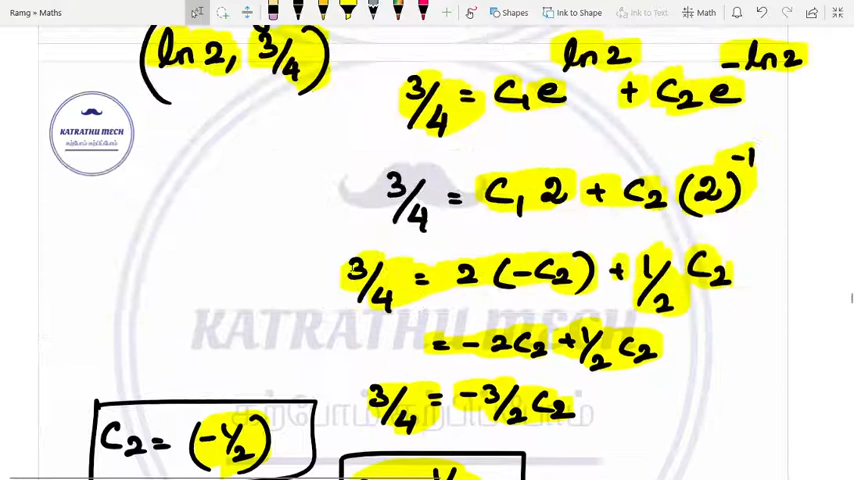 Ramg » Maths
Shapes Ink to Shape Ink to Text Math
(ln 2, 3/4)
3/4 = C₁ e^{ln 2} + C₂ e^{-ln 2}
KATRATHU MECH
கற்போம் கற்பிப்போம்
3/4 = C₁ 2 + C₂ (2)^{-1}
3/4 = 2 (-C₂) + 1/2 C₂
KATRATHU MECH
= - 2C₂ + 1/2 C₂
3/4 = -3/2 C₂
C₂ = (-1/2)